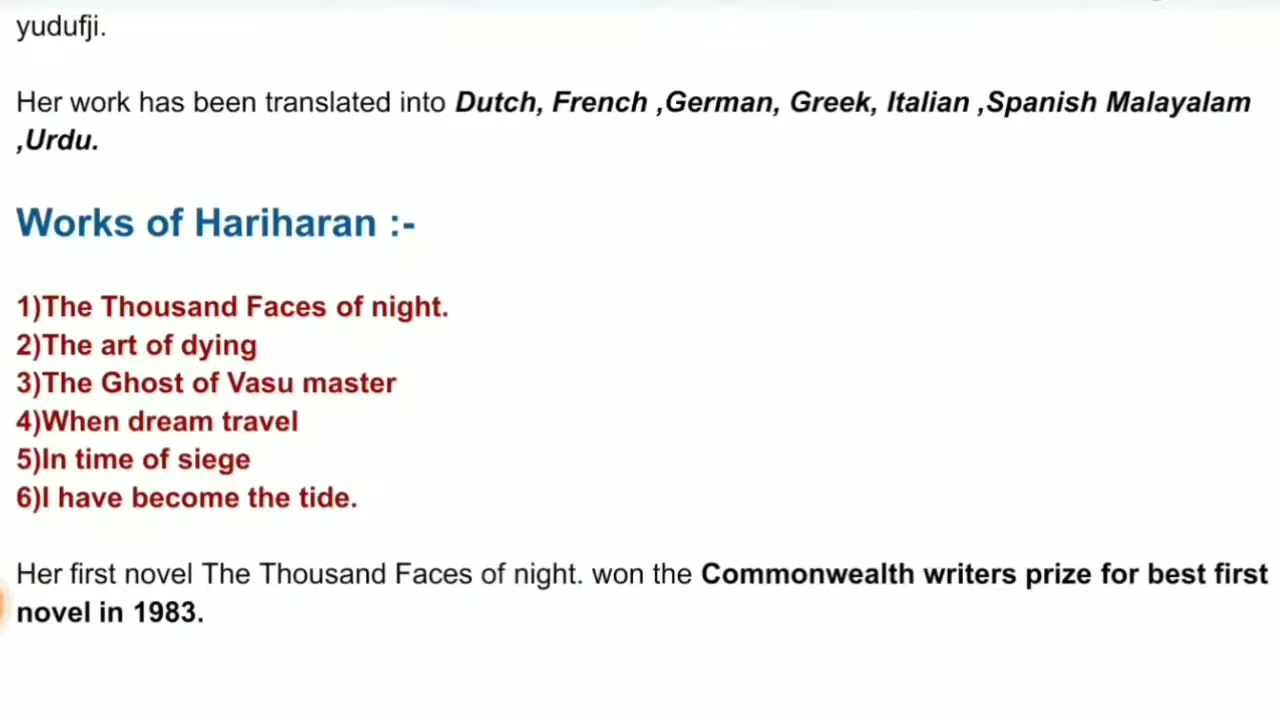 yudufji.
Her work has been translated into Dutch, French ,German, Greek, Italian ,Spanish Malayalam
,Urdu.
Works of Hariharan :-
1)The Thousand Faces of night.
2)The art of dying
3)The Ghost of Vasu master
4)When dream travel
5)In time of siege
6)I have become the tide.
Her first novel The Thousand Faces of night. won the Commonwealth writers prize for best first
novel in 1983.